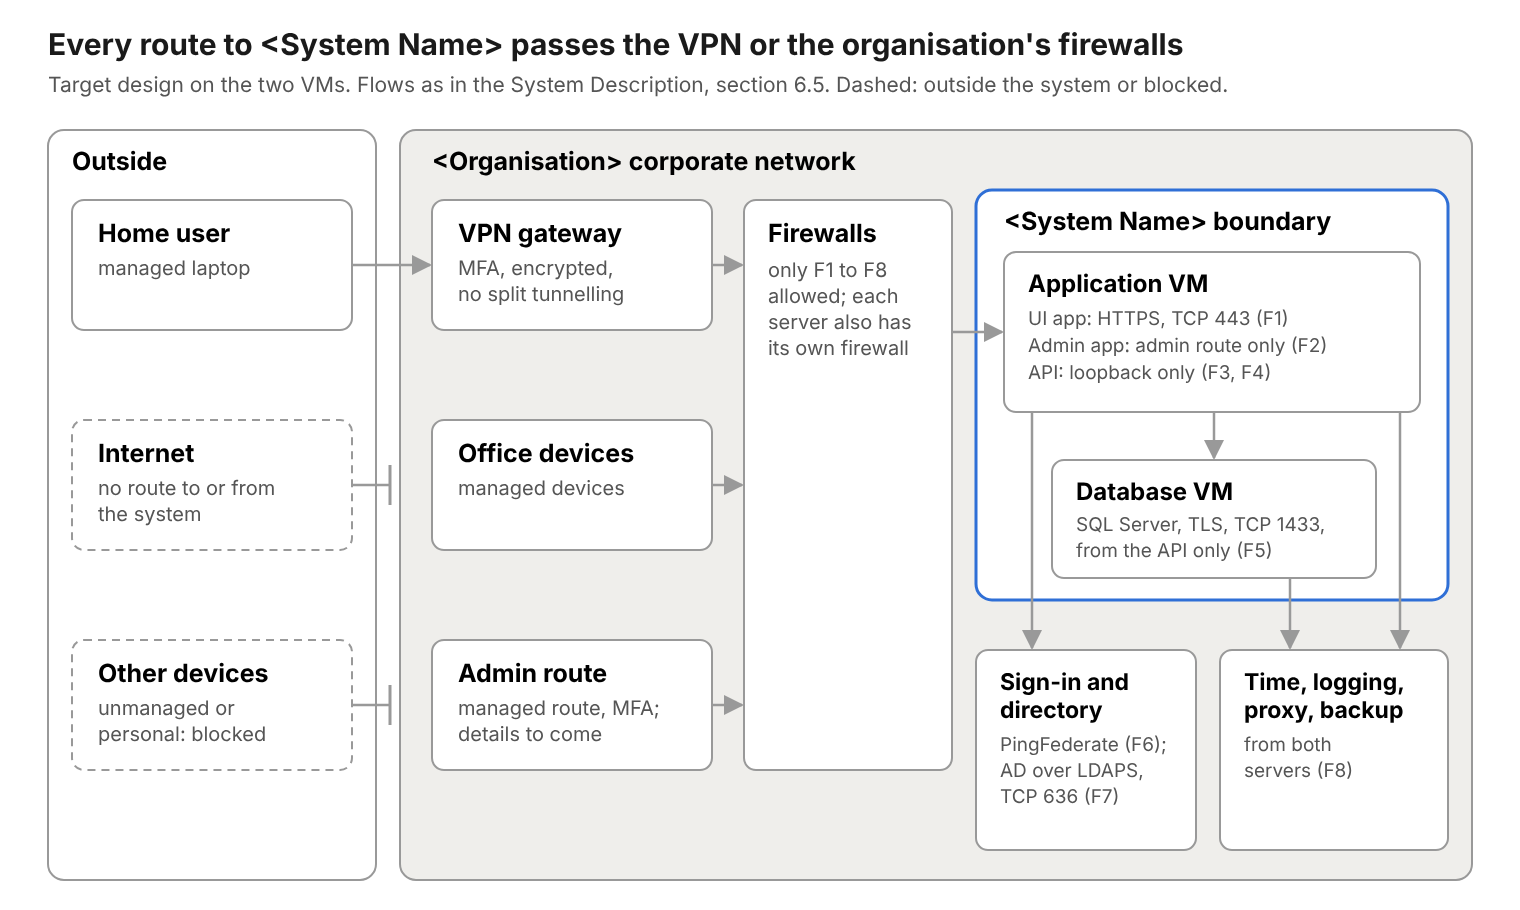 Every route to <System Name> passes the VPN or the organisation's firewalls
Target design on the two VMs. Flows as in the System Description, section 6.5. Dashed: outside the system or blocked.
Outside
Home user
managed laptop
Internet
no route to or from
the system
Other devices
unmanaged or
personal: blocked
<Organisation> corporate network
VPN gateway
MFA, encrypted,
no split tunnelling
Office devices
managed devices
Admin route
managed route, MFA;
details to come
Firewalls
only F1 to F8
allowed; each
server also has
its own firewall
<System Name> boundary
Application VM
UI app: HTTPS, TCP 443 (F1)
Admin app: admin route only (F2)
API: loopback only (F3, F4)
Database VM
SQL Server, TLS, TCP 1433,
from the API only (F5)
Sign-in and
directory
PingFederate (F6);
AD over LDAPS,
TCP 636 (F7)
Time, logging,
proxy, backup
from both
servers (F8)